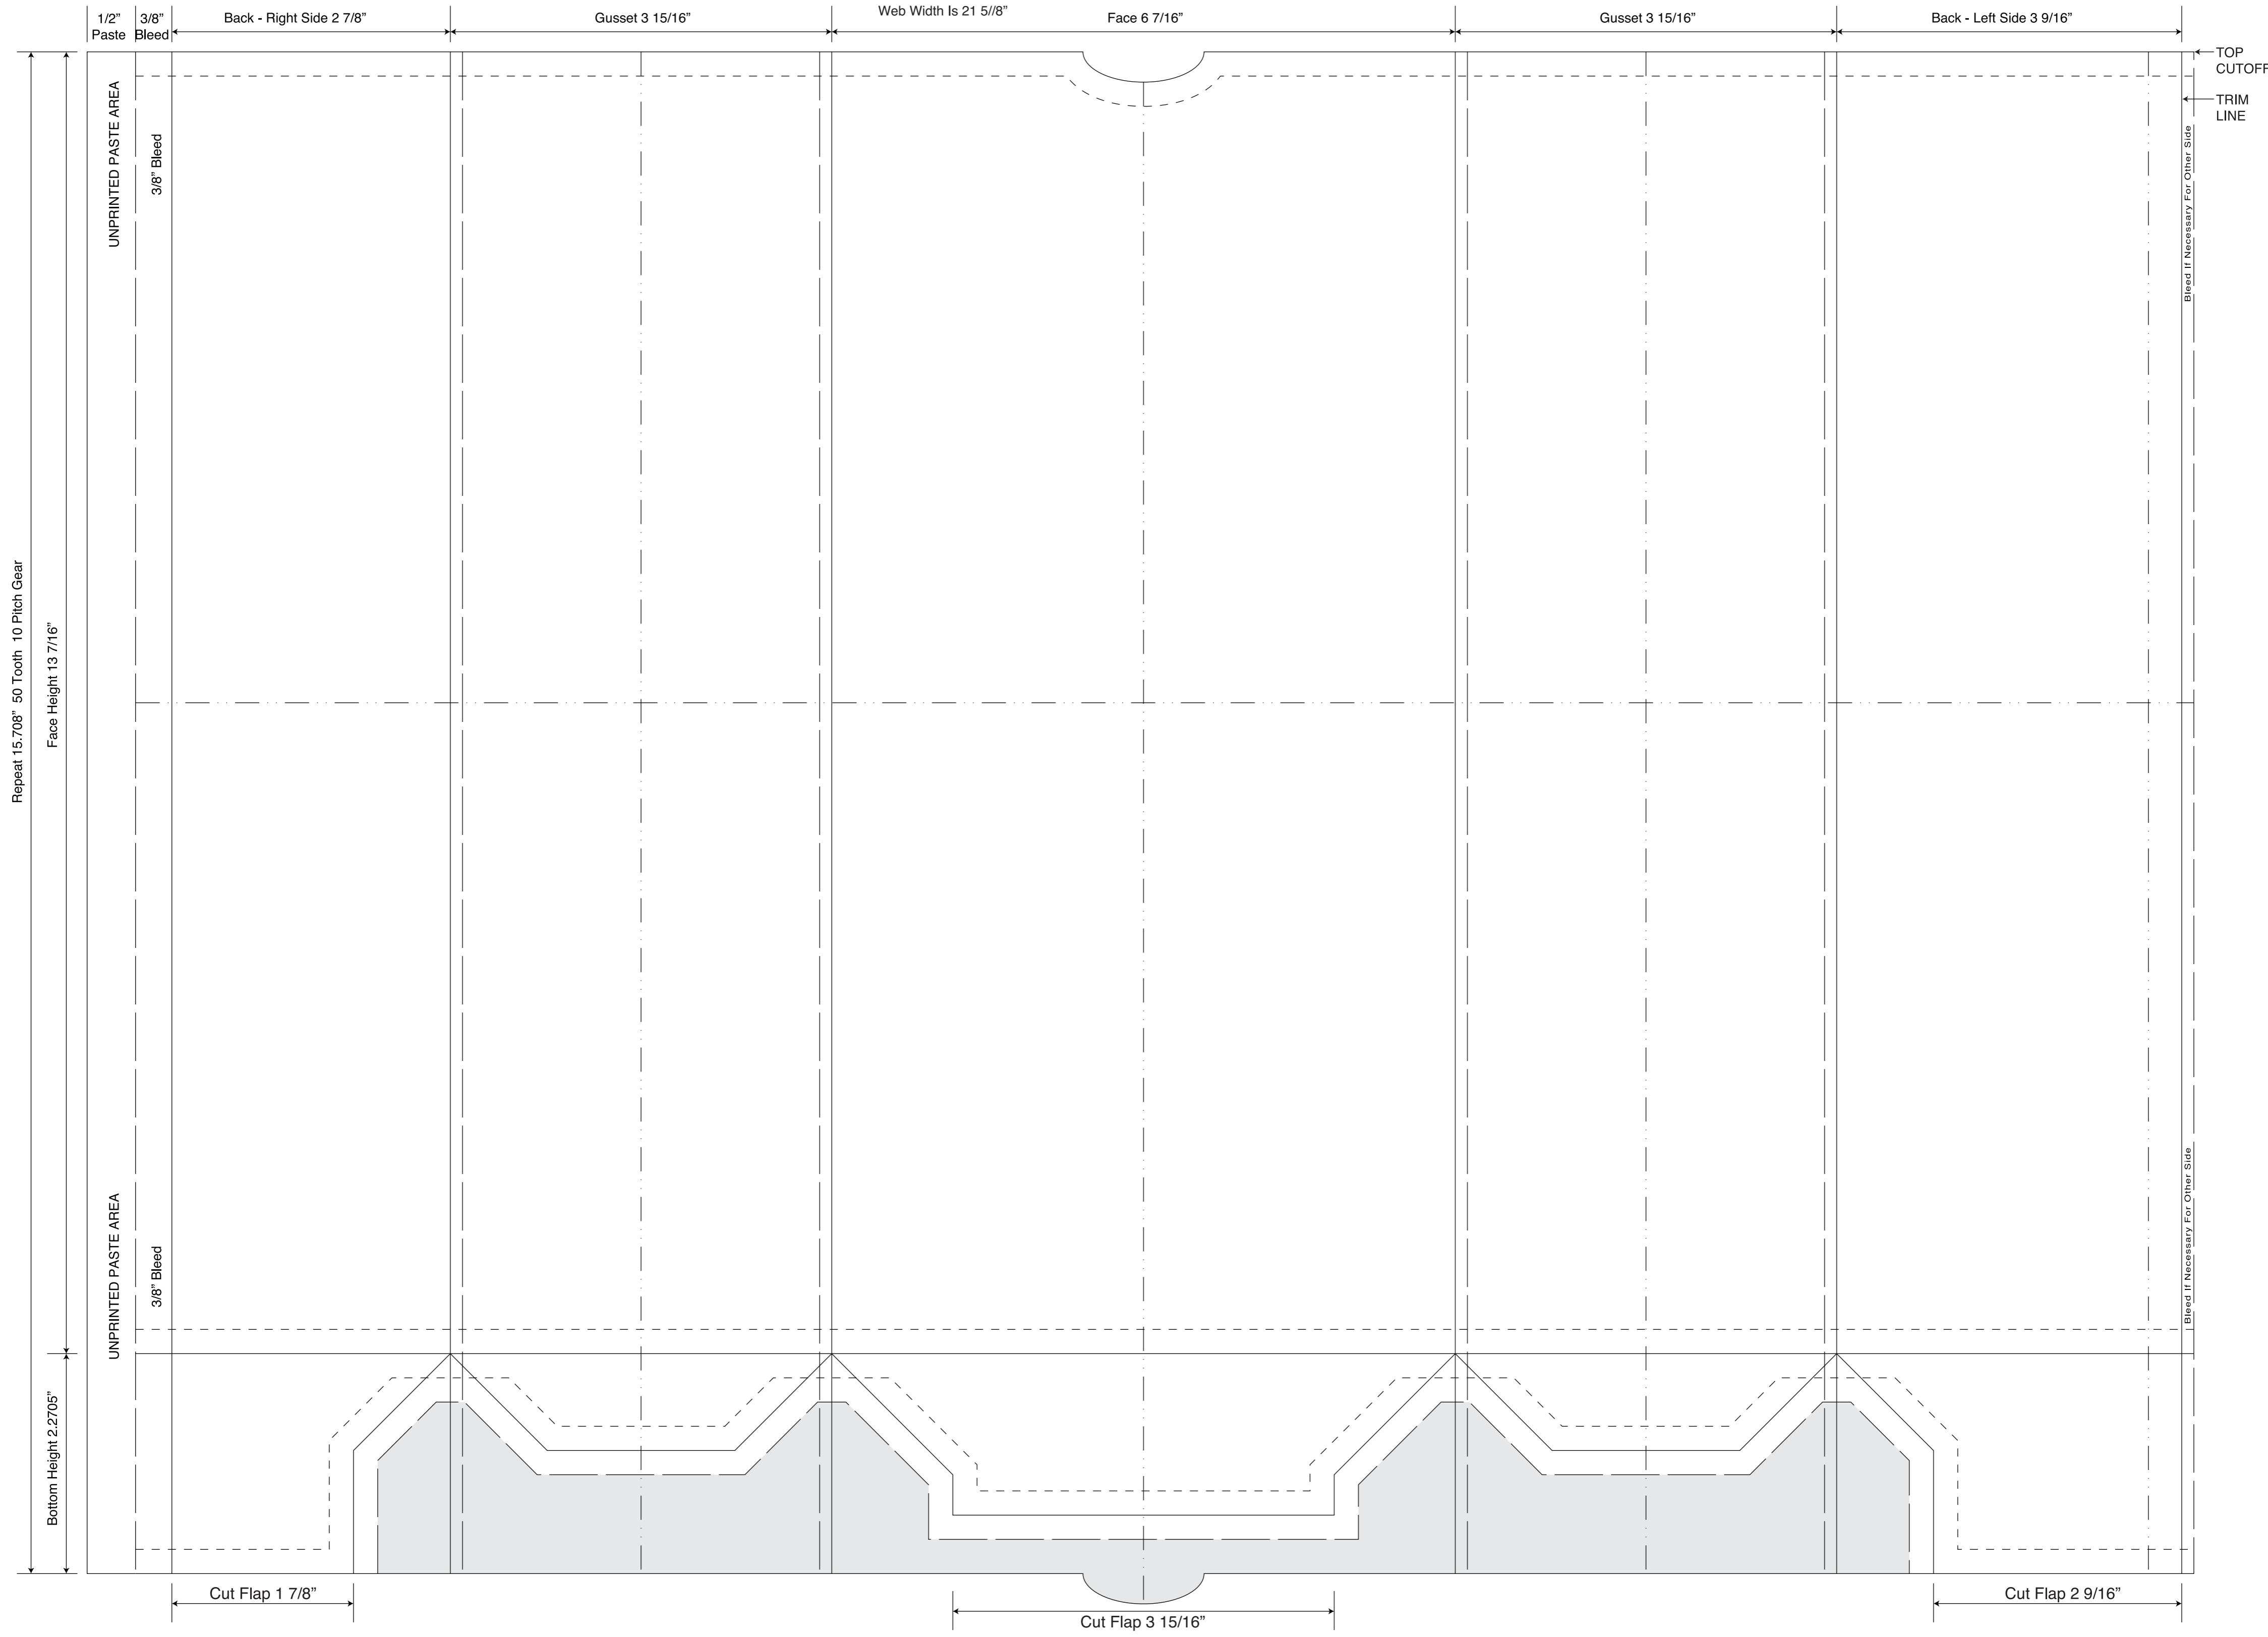 1/2”
Paste
3/8”
Bleed
Back - Right Side 2 7/8”
Gusset 3 15/16”
Web Width Is 21 5//8”
Face 6 7/16”
Gusset 3 15/16”
Back - Left Side 3 9/16”
TOP
CUTOFF
TRIM
LINE
UNPRINTED PASTE AREA
3/8” Bleed
Bleed If Necessary For Other Side
Repeat 15.708”  50 Tooth  10 Pitch Gear
Face Height 13 7/16”
UNPRINTED PASTE AREA
3/8” Bleed
Bleed If Necessary For Other Side
Bottom Height 2.2705”
Cut Flap 1 7/8”
Cut Flap 3 15/16”
Cut Flap 2 9/16”